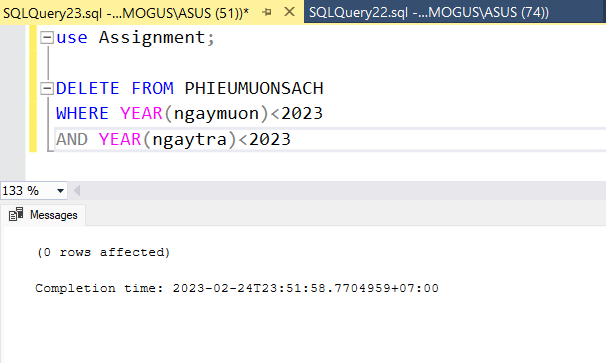 SQLQuery23.sql -...MOGUS\ASUS (51))* SQLQuery22.sql -...MOGUS\ASUS (74))
use Assignment;
DELETE FROM PHIEUMUONSACH
WHERE YEAR(ngaymuon)<2023
AND YEAR(ngaytra)<2023
133 %
Messages
(0 rows affected)
Completion time: 2023-02-24T23:51:58.7704959+07:00